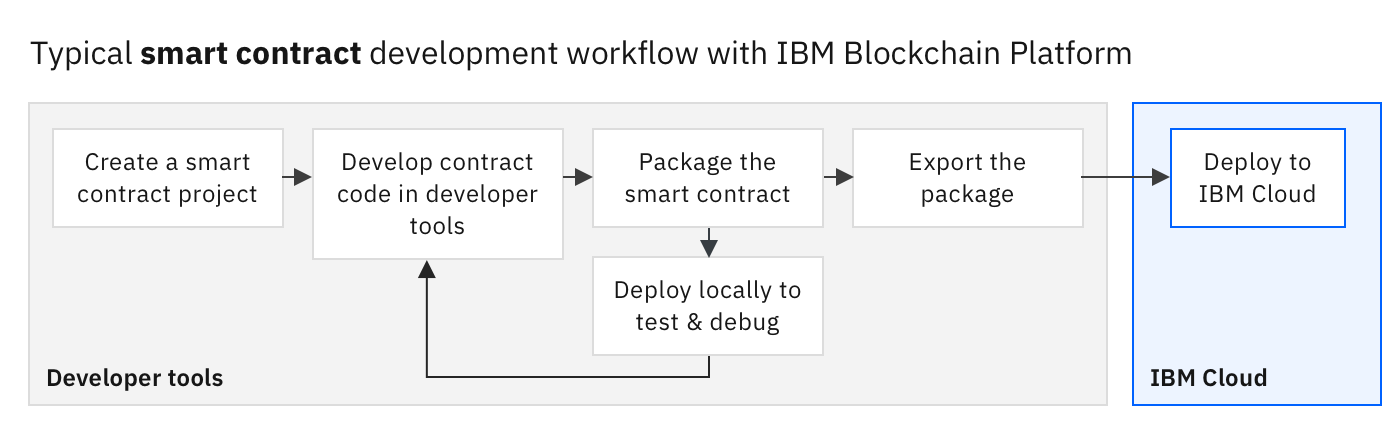 Typical smart contract development workflow with IBM Blockchain Platform
Create a smart
contract project
Develop contract
code in developer
tools
Package the
smart contract
Export the
package
Deploy to
IBM Cloud
Deploy locally to
test & debug
Developer tools
IBM Cloud